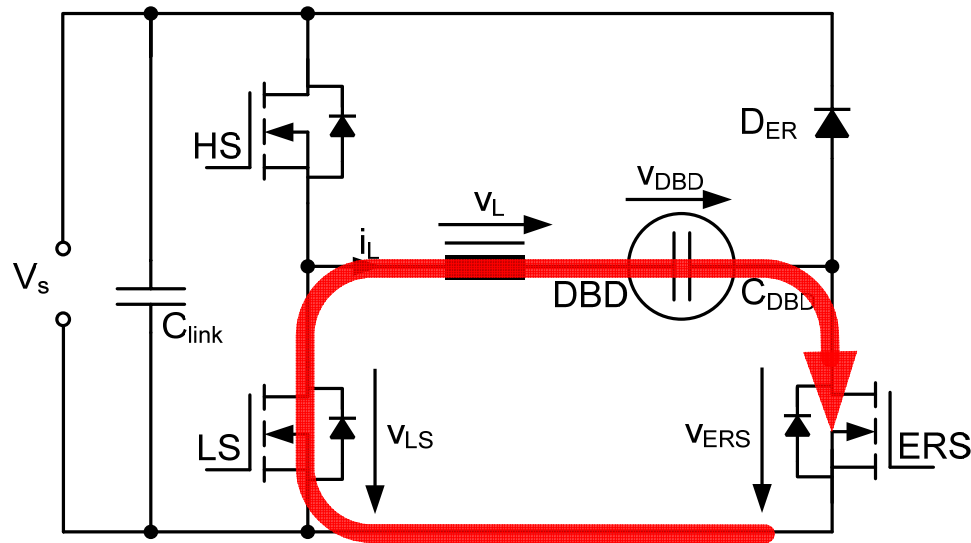 HS
D_ER
v_DBD
v_L
i_L
V_s
C_link
DBD
C_DBD
LS
v_LS
v_ERS
ERS